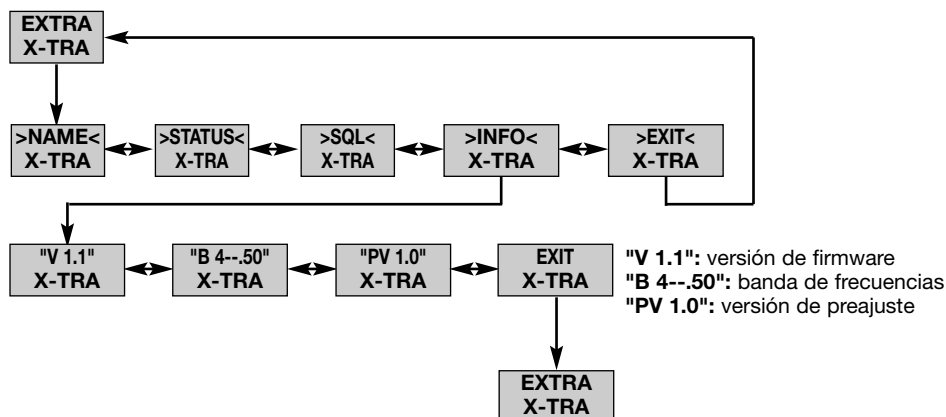 EXTRA
X-TRA
>NAME<
X-TRA
>STATUS<
X-TRA
>SQL<
X-TRA
>INFO<
X-TRA
>EXIT<
X-TRA
"V 1.1"
X-TRA
"B 4--.50"
X-TRA
"PV 1.0"
X-TRA
EXIT
X-TRA
"V 1.1": versión de firmware
"B 4--.50": banda de frecuencias
"PV 1.0": versión de preajuste
EXTRA
X-TRA